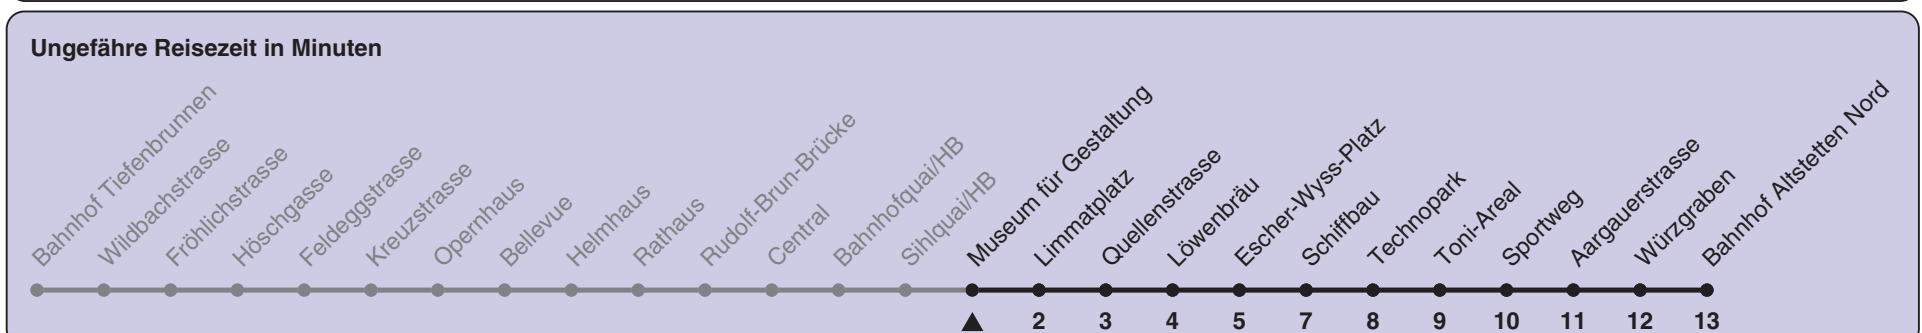 Ungefähre Reisezeit in Minuten
Bahnhof Tiefenbrunnen
Wildbachstrasse
Fröhlichstrasse
Höschgasse
Feldeggstrasse
Kreuzstrasse
Opernhaus
Bellevue
Helmhaus
Rathaus
Rudolf-Brun-Brücke
Central
Bahnhofquai/HB
Sihlquai/HB
Museum für Gestaltung
Limmatplatz
Quellenstrasse
Löwenbräu
Escher-Wyss-Platz
Schiffbau
Technopark
Toni-Areal
Sportweg
Aargauerstrasse
Würzgraben
Bahnhof Altstetten Nord
2 3 4 5 7 8 9 10 11 12 13